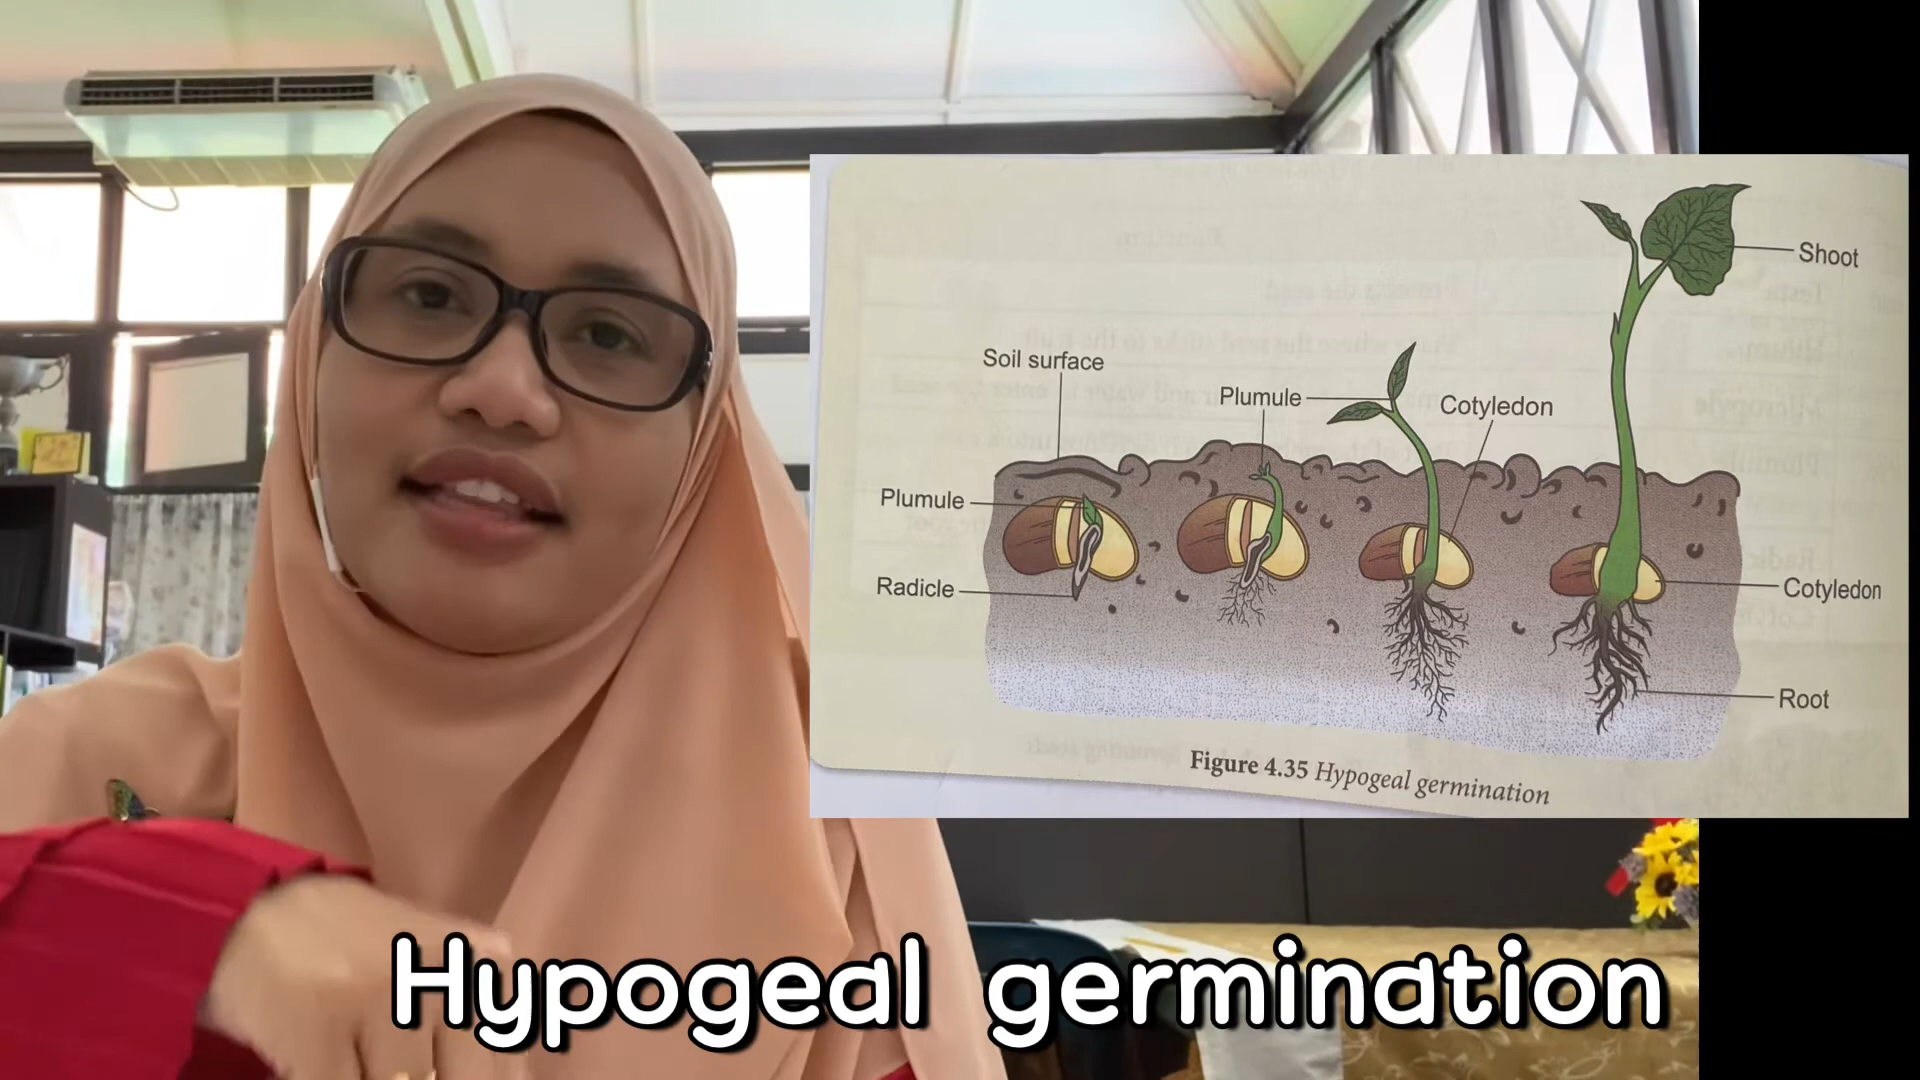 Shoot
Soil surface
Plumule
Cotyledon
Plumule
Radicle
Cotyledon
Root
Figure 4.35 Hypogeal germination
Hypogeal germination